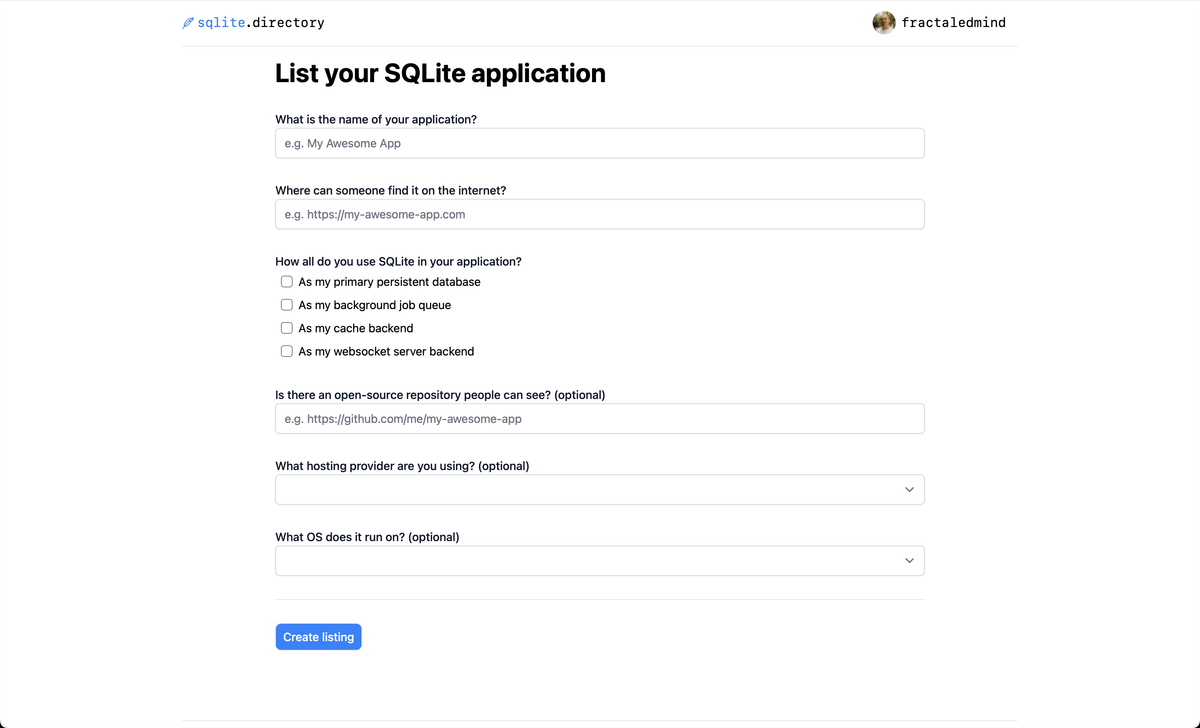 sqlite.directory
fractaledmind
List your SQLite application
What is the name of your application?
e.g. My Awesome App
Where can someone find it on the internet?
e.g. https://my-awesome-app.com
How all do you use SQLite in your application?
As my primary persistent database
As my background job queue
As my cache backend
As my websocket server backend
Is there an open-source repository people can see? (optional)
e.g. https://github.com/me/my-awesome-app
What hosting provider are you using? (optional)
What OS does it run on? (optional)
Create listing